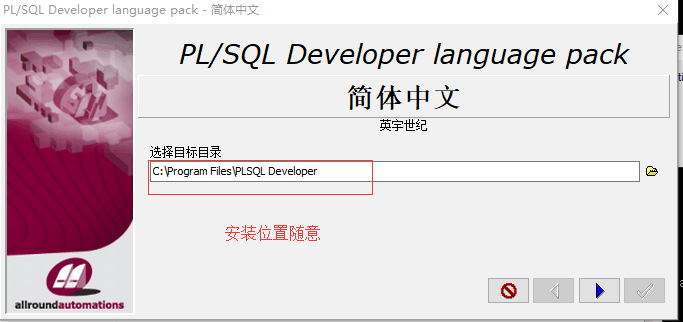 PL/SQL Developer language pack - 简体中文
PL/SQL Developer language pack
简体中文
英宇世纪
选择目标目录
C:\Program Files\PLSQL Developer
安装位置随意
allroundautomations